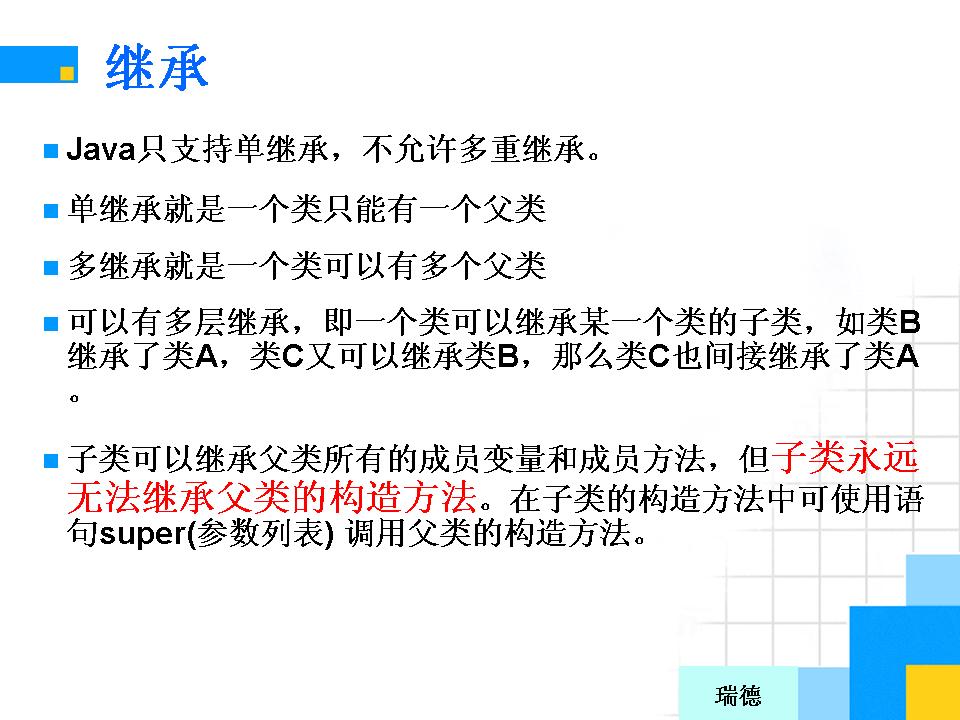 继承
Java只支持单继承，不允许多重继承。
单继承就是一个类只能有一个父类
多继承就是一个类可以有多个父类
可以有多层继承，即一个类可以继承某一个类的子类，如类B
继承了类A，类C又可以继承类B，那么类C也间接继承了类A
。
子类可以继承父类所有的成员变量和成员方法，但子类永远
无法继承父类的构造方法。在子类的构造方法中可使用语
句super(参数列表) 调用父类的构造方法。
瑞德